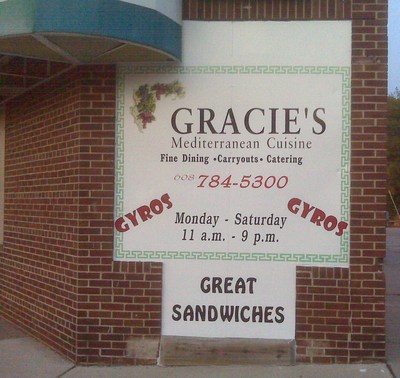 GRACIE'S
Mediterranean Cuisine
Fine Dining •Carryouts• Catering
608 784-5300
GYROS
GYROS
Monday - Saturday
11 a.m. - 9 p.m.
GREAT
SANDWICHES